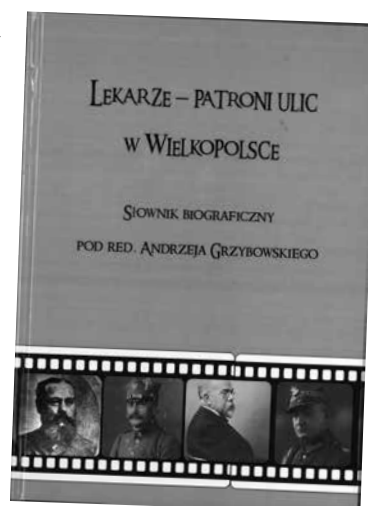 LEKARZE – PATRONI ULIC
W WIELKOPOLSCE
SŁOWNIK BIOGRAFICZNY
POD RED. ANDRZEJA GRZYBOWSKIEGO